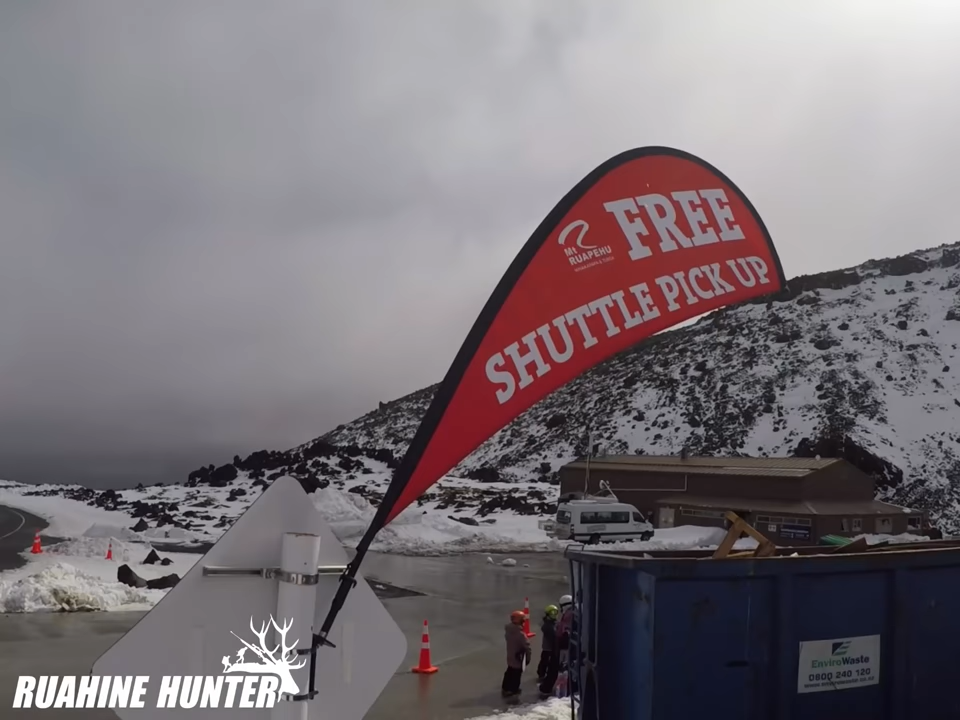 FREE
Mt
RUAPEHU
SHUTTLE PICK UP
EnviroWaste
0800 240 120
RUAHINE HUNTER